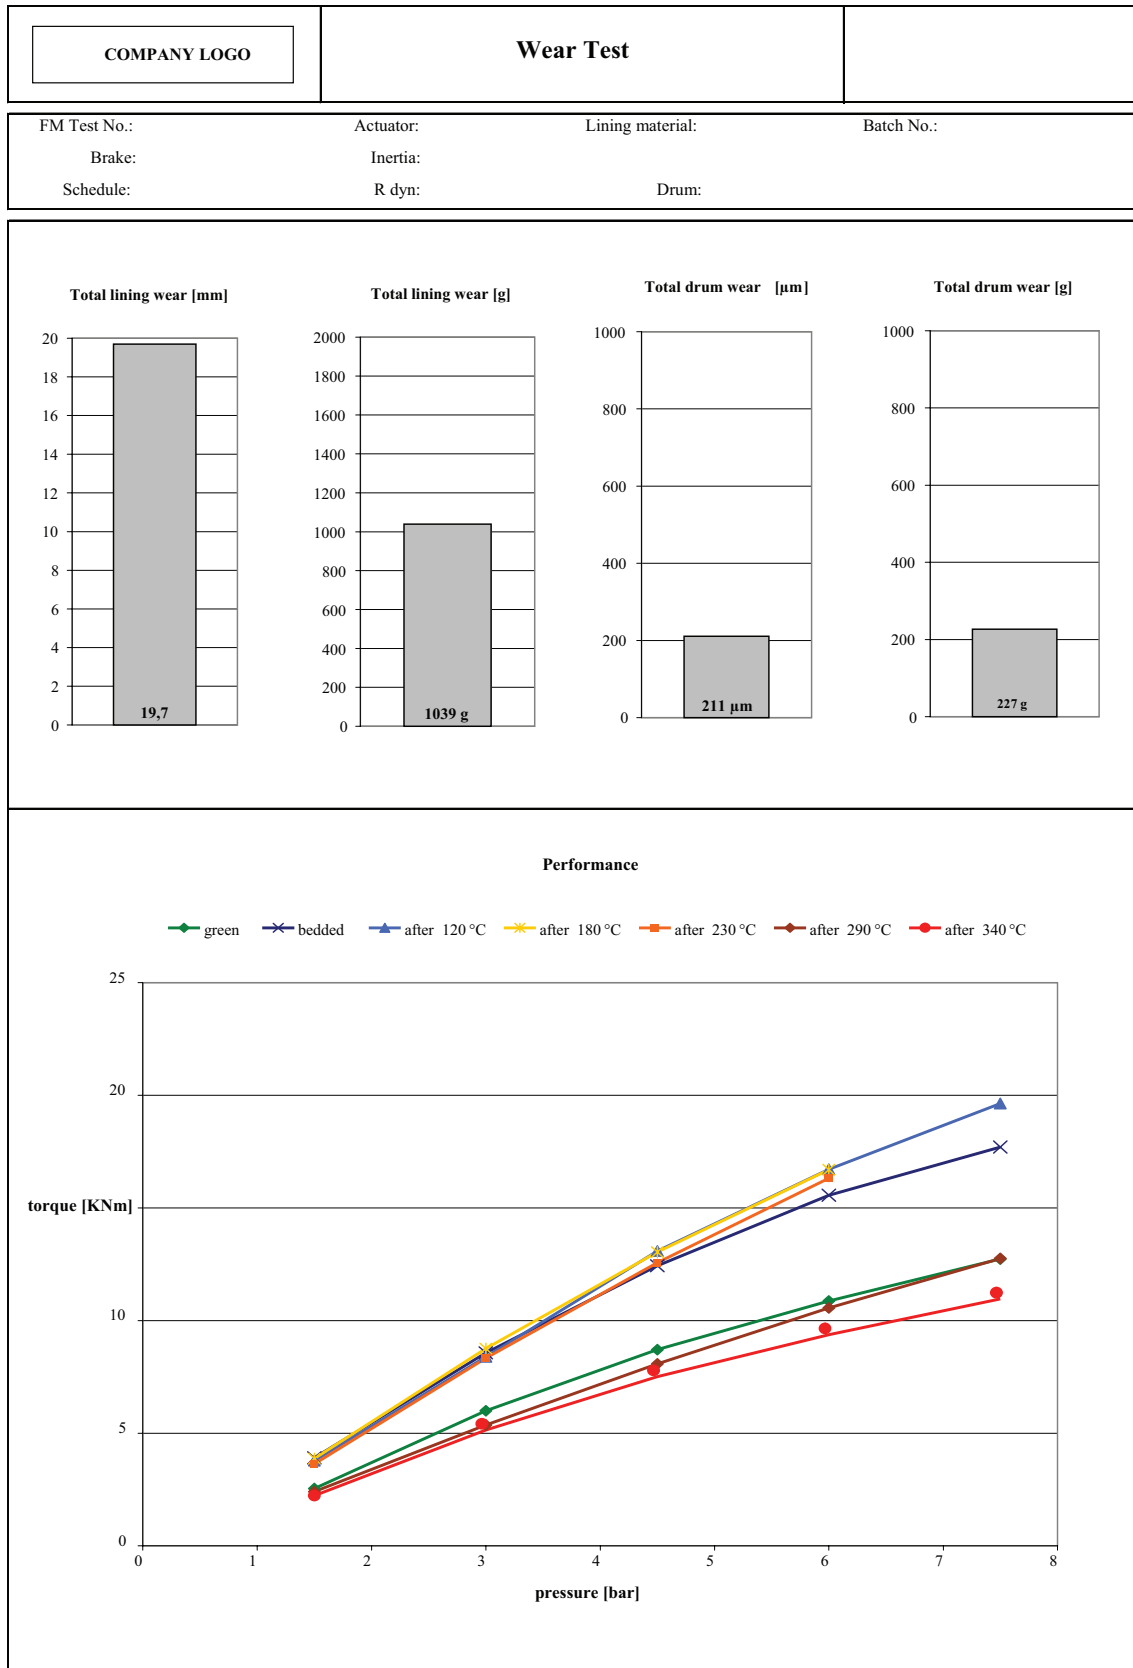 COMPANY LOGO
Wear Test
FM Test No.: Actuator: Lining material: Batch No.:
Brake: Inertia:
Schedule: R dyn: Drum:
Total lining wear [mm]
20
18
16
14
12
10
8
6
4
2
0
19,7
Total lining wear [g]
2000
1800
1600
1400
1200
1000
800
600
400
200
0
1039 g
Total drum wear [µm]
1000
800
600
400
200
0
211 µm
Total drum wear [g]
1000
800
600
400
200
0
227 g
Performance
green bedded after 120 °C after 180 °C after 230 °C after 290 °C after 340 °C
25
20
torque [KNm]
10
5
0
0 1 2 3 4 5 6 7 8
pressure [bar]